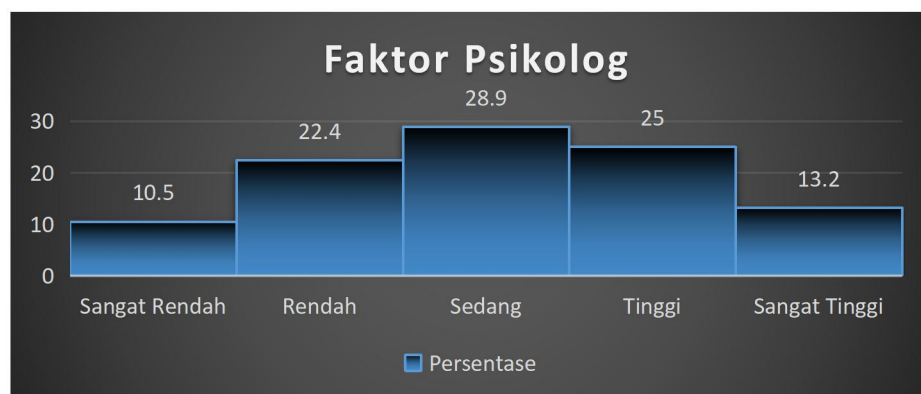 Faktor Psikolog
30
20
10
0
10.5
22.4
28.9
25
13.2
Sangat Rendah
Rendah
Sedang
Tinggi
Sangat Tinggi
Persentase